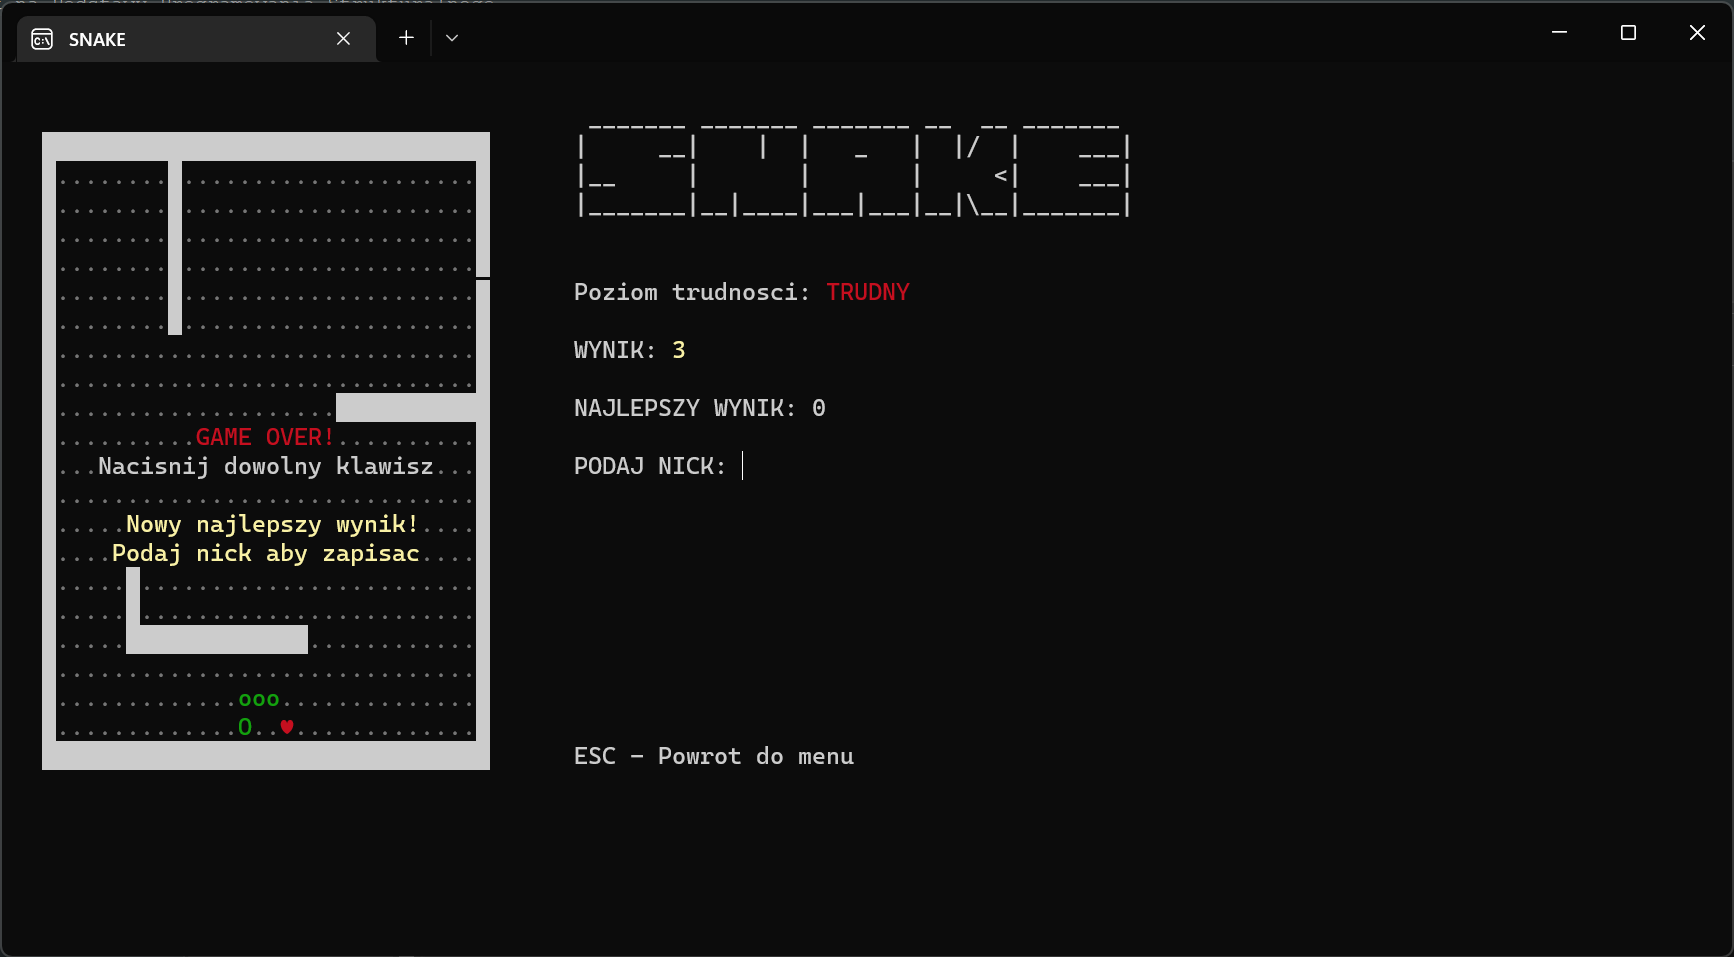 SNAKE
Poziom trudnosci: TRUDNY
WYNIK: 3
NAJLEPSZY WYNIK: 0
GAME OVER!
Nacisnij dowolny klawisz
PODAJ NICK:
Nowy najlepszy wynik!
Podaj nick aby zapisac
ooo
O
ESC - Powrot do menu